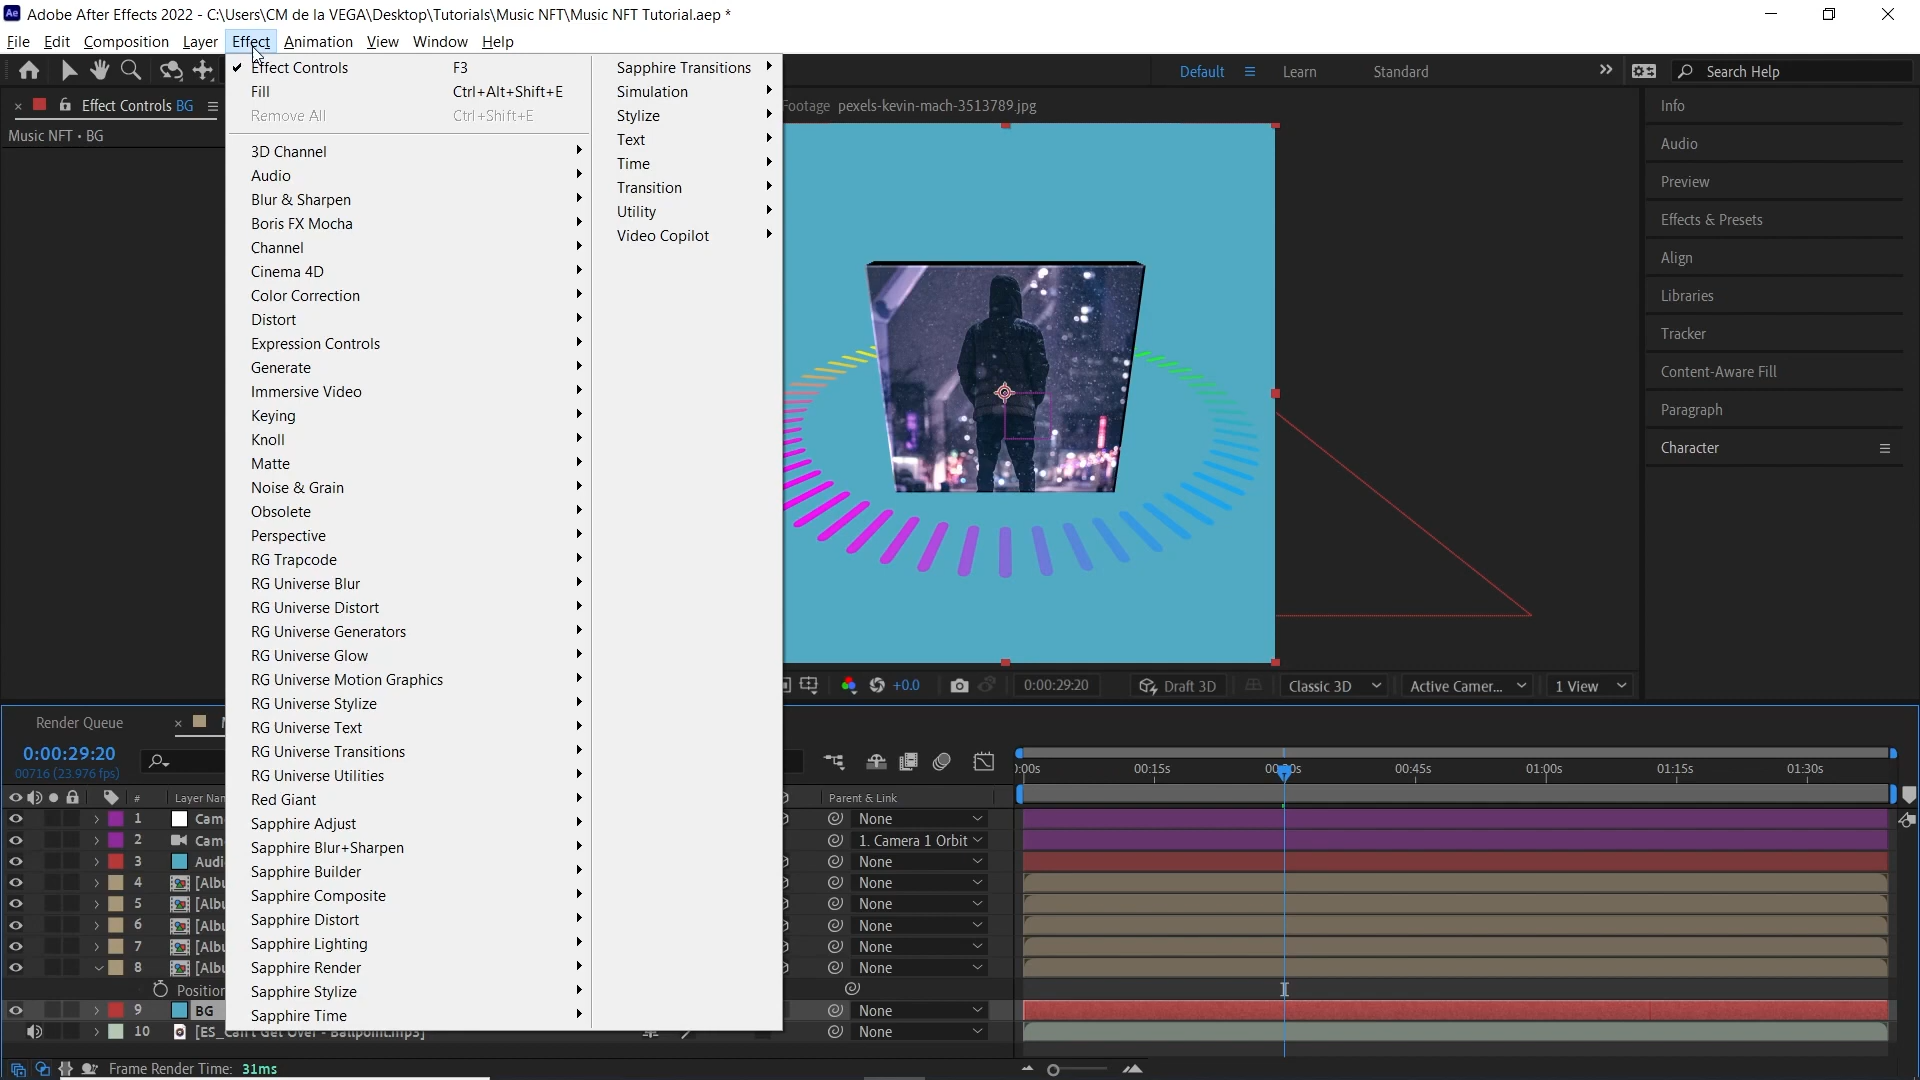 Adobe After Effects 2022 - C:\Users\CM de la VEGA\Desktop\Tutorials\Music NFT\Music NFT Tutorial.aep *
File Edit Composition Layer Effect Animation View Window Help
Default Learn Standard Search Help
Effect Controls BG
Music NFT • BG
Effect Controls F3
Fill Ctrl+Alt+Shift+E
Remove All Ctrl+Shift+E
3D Channel
Audio
Blur & Sharpen
Boris FX Mocha
Channel
Cinema 4D
Color Correction
Distort
Expression Controls
Generate
Immersive Video
Keying
Knoll
Matte
Noise & Grain
Obsolete
Perspective
RG Trapcode
RG Universe Blur
RG Universe Distort
RG Universe Generators
RG Universe Glow
RG Universe Motion Graphics
RG Universe Stylize
RG Universe Text
RG Universe Transitions
RG Universe Utilities
Red Giant
Sapphire Adjust
Sapphire Blur+Sharpen
Sapphire Builder
Sapphire Composite
Sapphire Distort
Sapphire Lighting
Sapphire Render
Sapphire Stylize
Sapphire Time
Sapphire Transitions
Simulation
Stylize
Text
Time
Transition
Utility
Video Copilot
Footage pexels-kevin-mach-3513789.jpg
+0.0 0:00:29:20 Draft 3D Classic 3D Active Camer... 1 View
Info
Audio
Preview
Effects & Presets
Align
Libraries
Tracker
Content-Aware Fill
Paragraph
Character
Render Queue
0:00:29:20
00716 (23.976 fps)
# Layer Nam Parent & Link
:00s 00:15s 00:30s 00:45s 01:00s 01:15s 01:30s
1 Cam None
2 Cam 1. Camera 1 Orbit
3 Audi None
4 [Albu None
5 [Albu None
6 [Albu None
7 [Albu None
8 [Albu None
Position
9 BG None
10 [ES_Can't Get Over - Ballpoint.mp3] None
Frame Render Time: 31ms